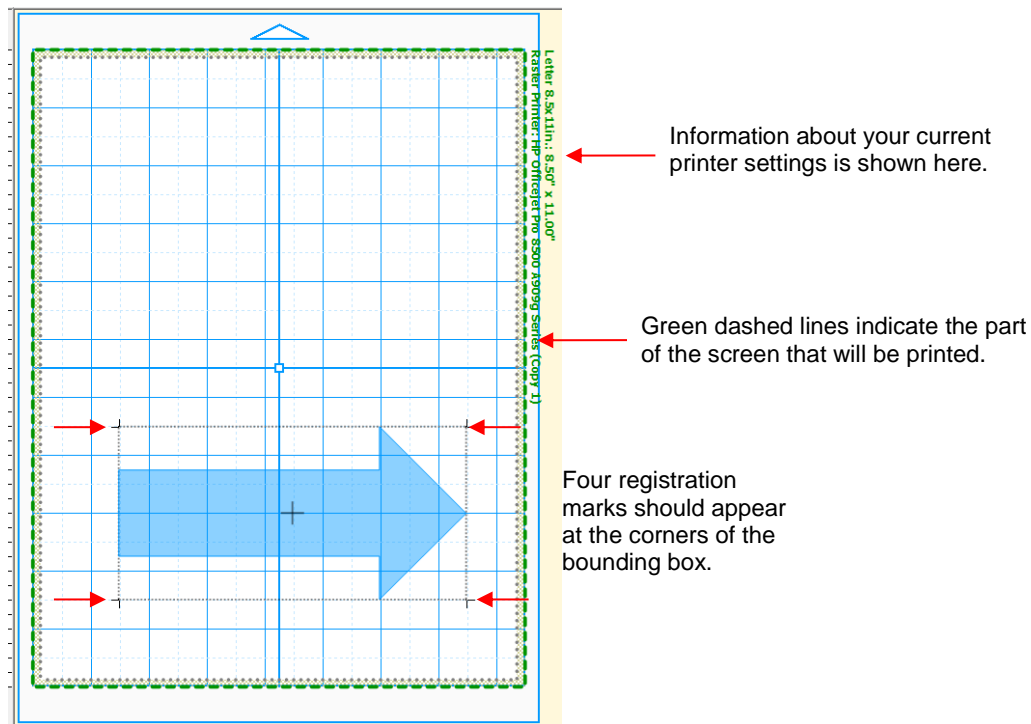 Letter 8.5x11in.: 8.50" x 11.00"
Raster Printer: HP Officejet Pro 8500 A909g Series (Copy 1)
Information about your current
printer settings is shown here.
Green dashed lines indicate the part
of the screen that will be printed.
Four registration
marks should appear
at the corners of the
bounding box.